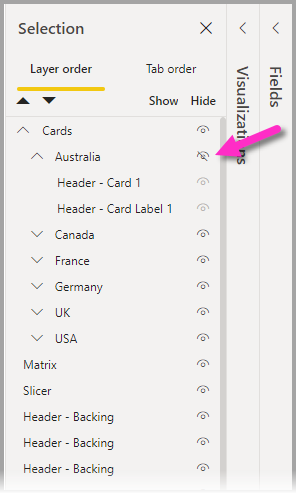 Selection
Layer order
Tab order
Show Hide
Cards
Australia
Header - Card 1
Header - Card Label 1
Canada
France
Germany
UK
USA
Matrix
Slicer
Header - Backing
Header - Backing
Header - Backing
Visualizations
Fields